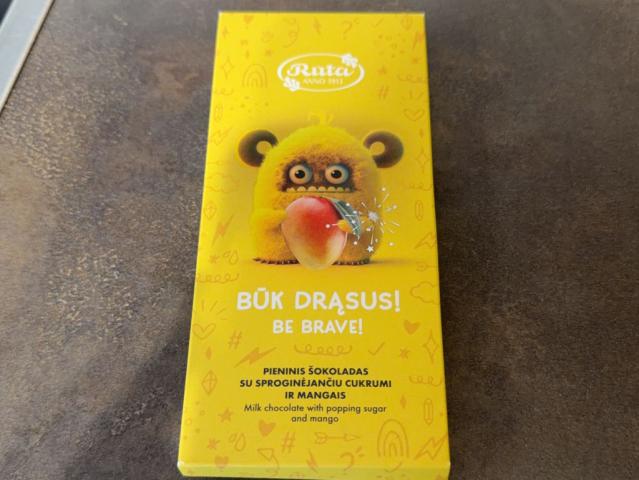 Rūta
ANNO 1913
BŪK DRĄSUS!
BE BRAVE!
PIENINIS ŠOKOLADAS
SU SPROGINĖJANČIU CUKRUMI
IR MANGAIS
Milk chocolate with popping sugar
and mango